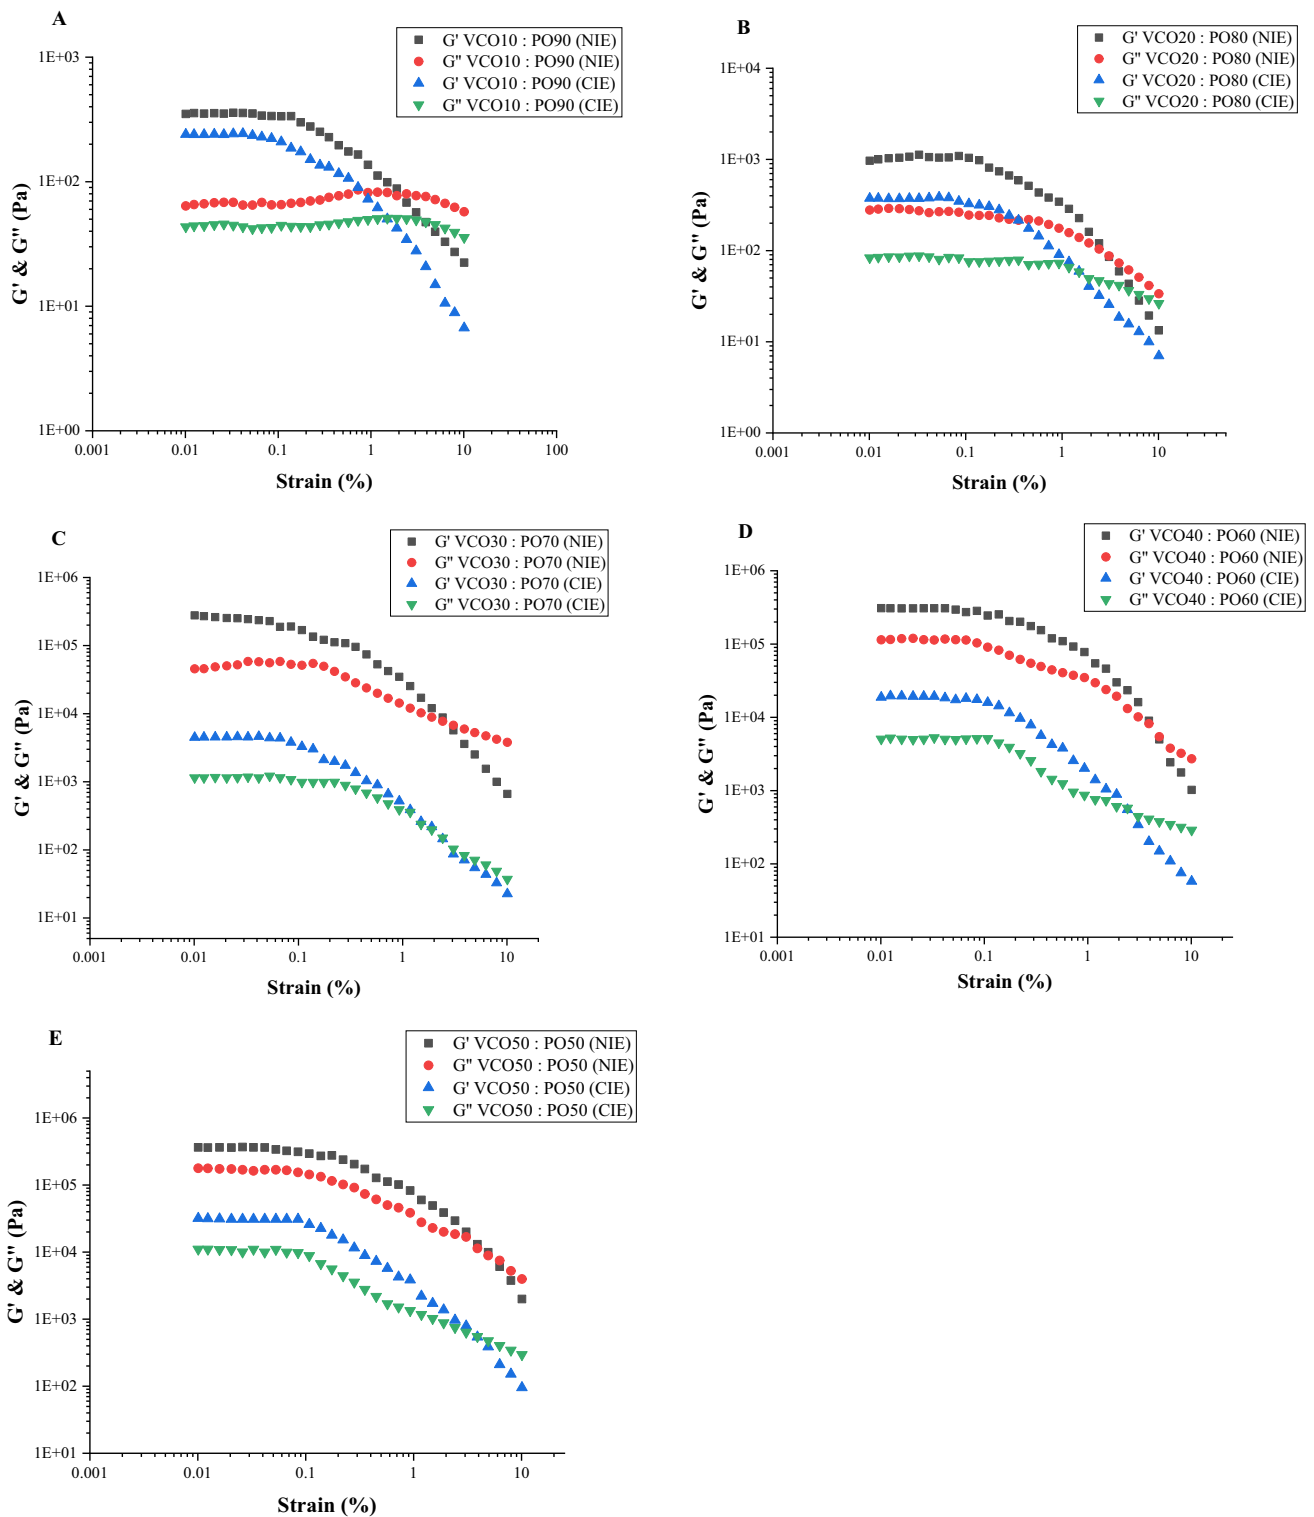 A
G' VCO10 : PO90 (NIE)
G'' VCO10 : PO90 (NIE)
G' VCO10 : PO90 (CIE)
G'' VCO10 : PO90 (CIE)
1E+03
1E+02
1E+01
1E+00
G' & G'' (Pa)
0.001
0.01
0.1
1
10
100
Strain (%)
B
G' VCO20 : PO80 (NIE)
G'' VCO20 : PO80 (NIE)
G' VCO20 : PO80 (CIE)
G'' VCO20 : PO80 (CIE)
1E+04
1E+03
1E+02
1E+01
1E+00
G' & G'' (Pa)
0.001
0.01
0.1
1
10
Strain (%)
C
G' VCO30 : PO70 (NIE)
G'' VCO30 : PO70 (NIE)
G' VCO30 : PO70 (CIE)
G'' VCO30 : PO70 (CIE)
1E+06
1E+05
1E+04
1E+03
1E+02
1E+01
G' & G'' (Pa)
0.001
0.01
0.1
1
10
Strain (%)
D
G' VCO40 : PO60 (NIE)
G'' VCO40 : PO60 (NIE)
G' VCO40 : PO60 (CIE)
G'' VCO40 : PO60 (CIE)
1E+06
1E+05
1E+04
1E+03
1E+02
1E+01
G' & G'' (Pa)
0.001
0.01
0.1
1
10
Strain (%)
E
G' VCO50 : PO50 (NIE)
G'' VCO50 : PO50 (NIE)
G' VCO50 : PO50 (CIE)
G'' VCO50 : PO50 (CIE)
1E+06
1E+05
1E+04
1E+03
1E+02
1E+01
G' & G'' (Pa)
0.001
0.01
0.1
1
10
Strain (%)